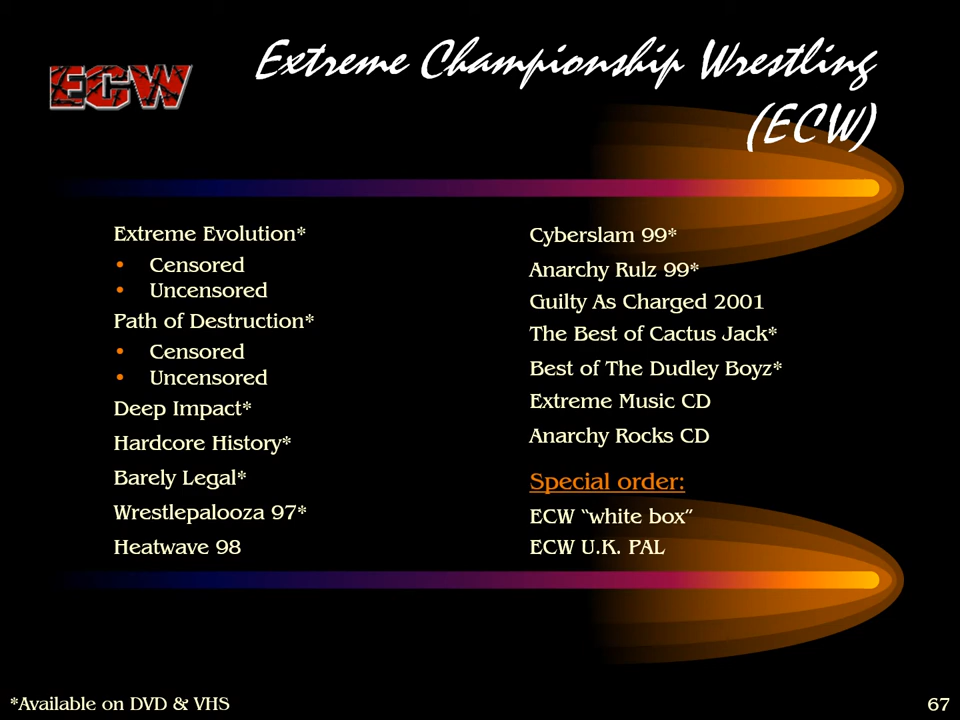 ECW
Extreme Championship Wrestling
(ECW)
Extreme Evolution*
• Censored
• Uncensored
Path of Destruction*
• Censored
• Uncensored
Deep Impact*
Hardcore History*
Barely Legal*
Wrestlepalooza 97*
Heatwave 98
Cyberslam 99*
Anarchy Rulz 99*
Guilty As Charged 2001
The Best of Cactus Jack*
Best of The Dudley Boyz*
Extreme Music CD
Anarchy Rocks CD
Special order:
ECW “white box”
ECW U.K. PAL
*Available on DVD & VHS
67